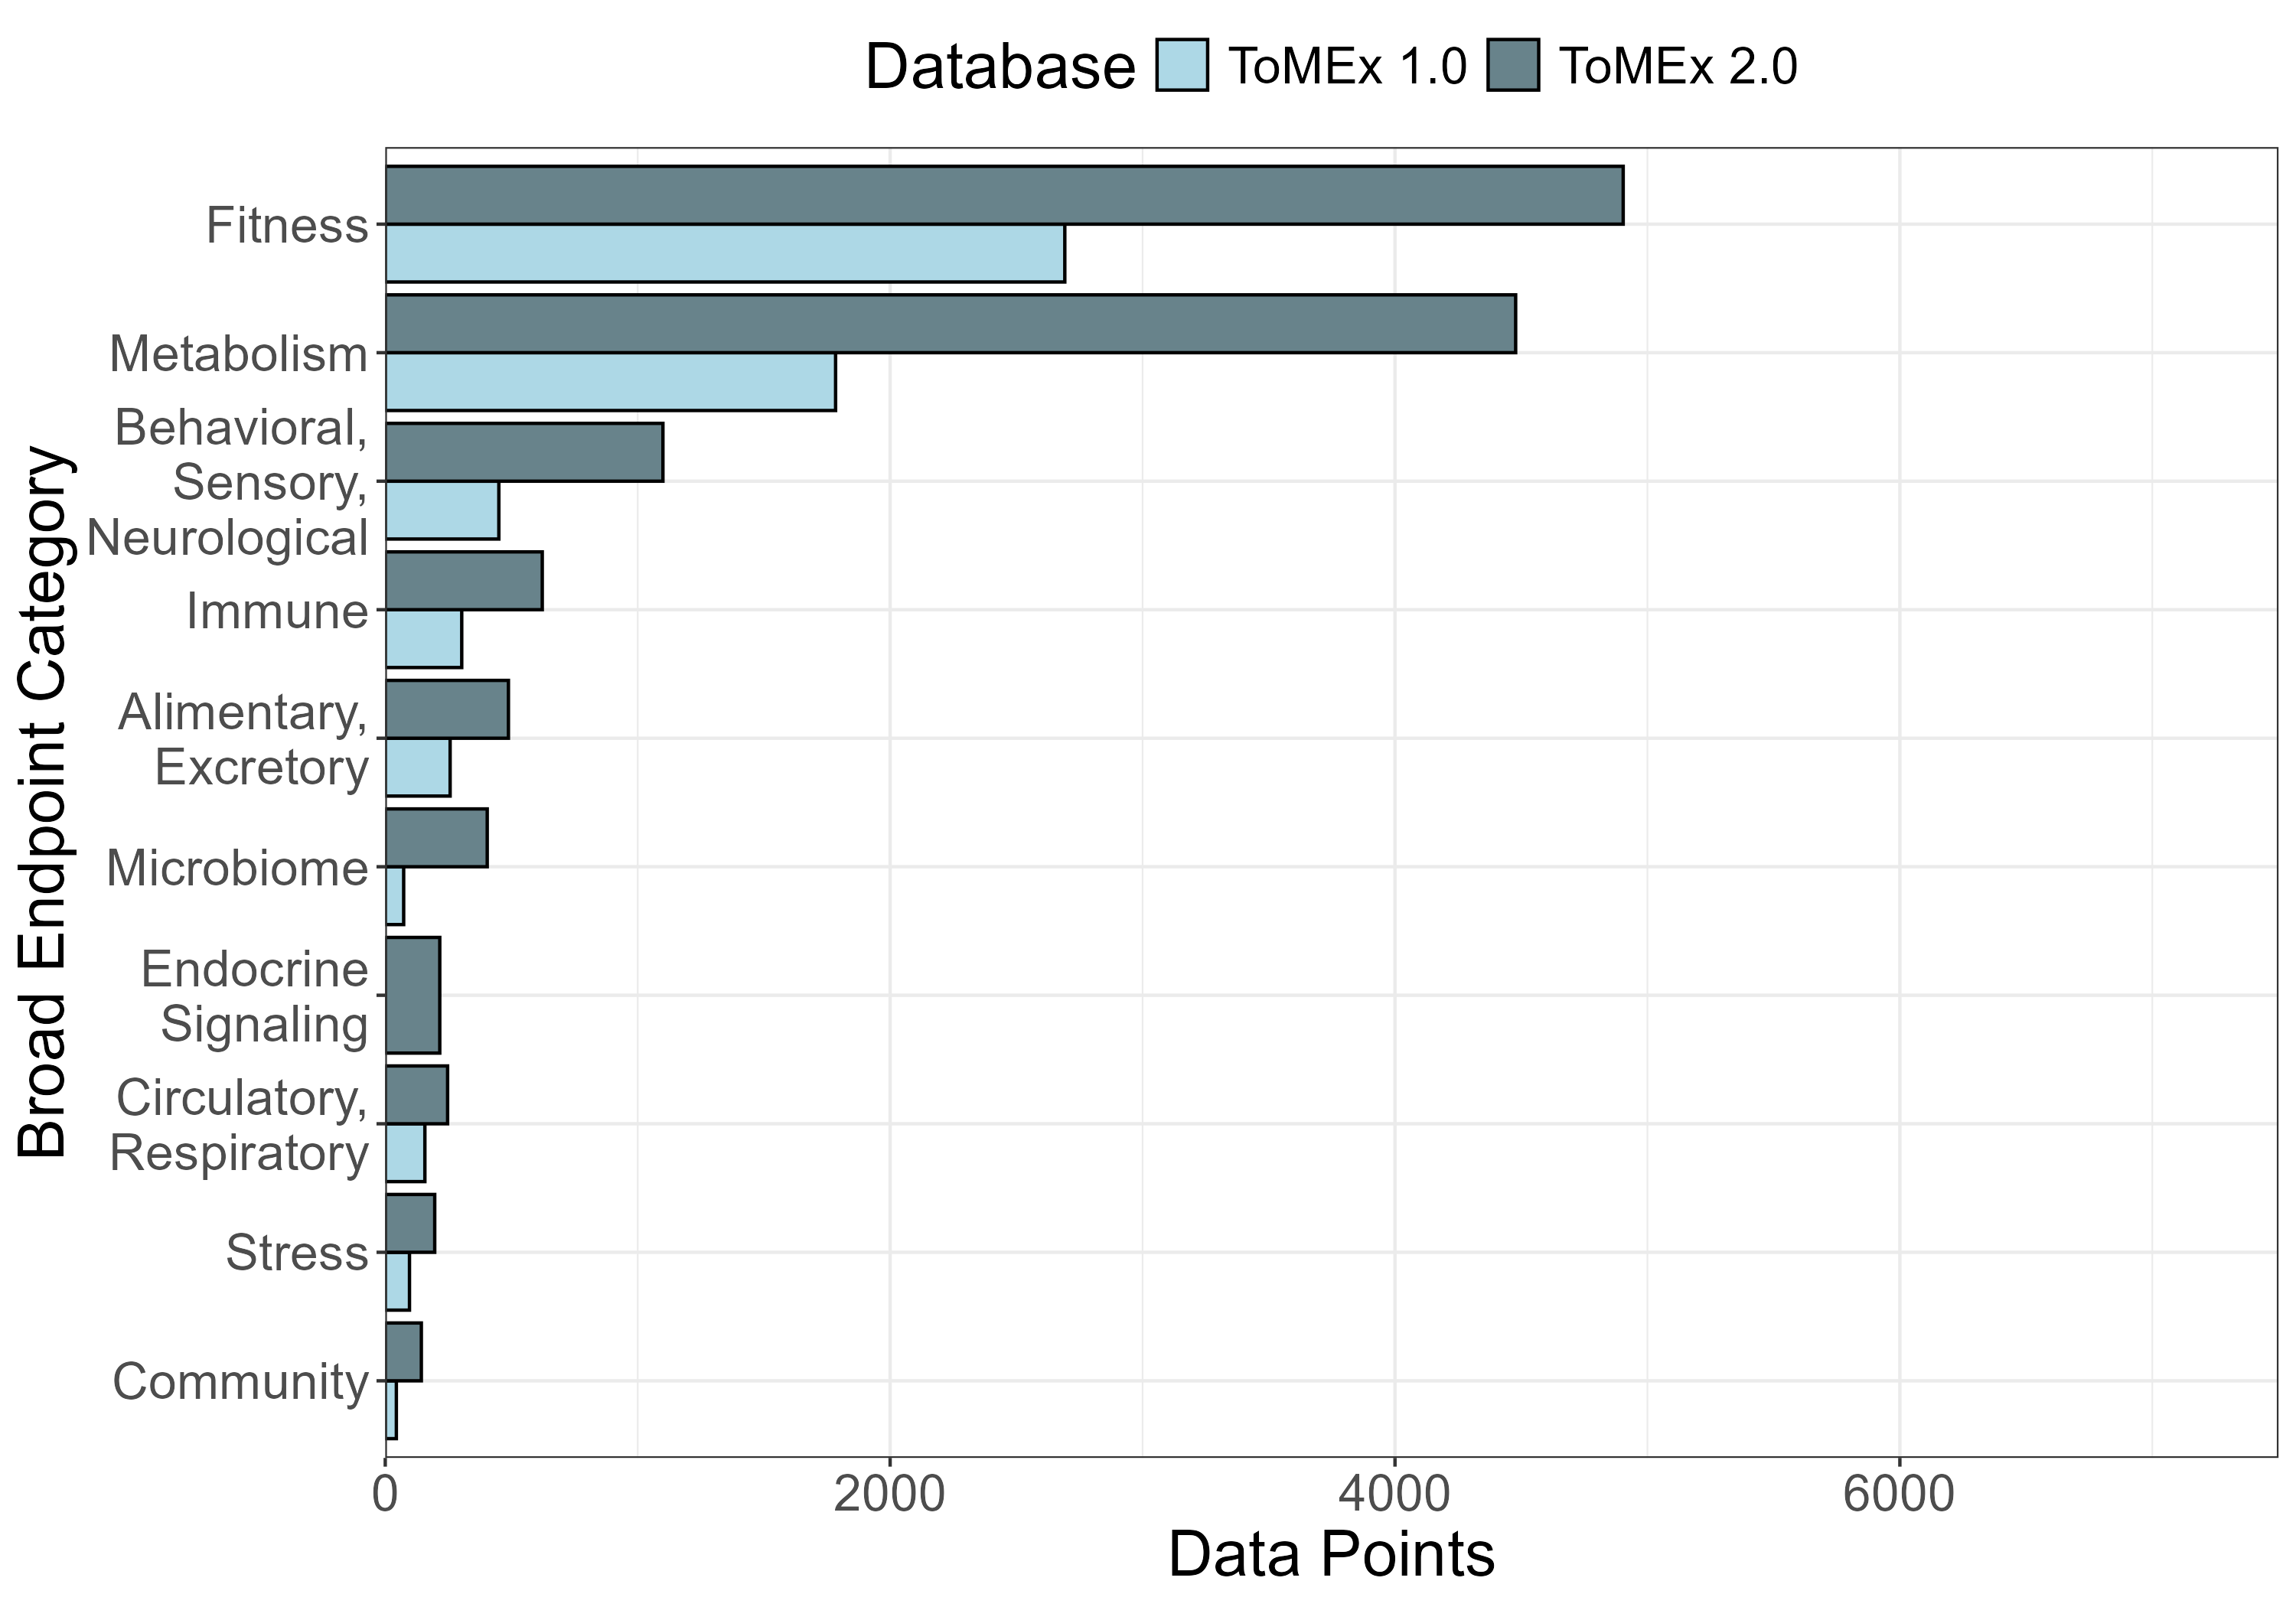 Database ToMEx 1.0 ToMEx 2.0
Broad Endpoint Category
Fitness
Metabolism
Behavioral,
Sensory,
Neurological
Immune
Alimentary,
Excretory
Microbiome
Endocrine
Signaling
Circulatory,
Respiratory
Stress
Community
0 2000 4000 6000
Data Points